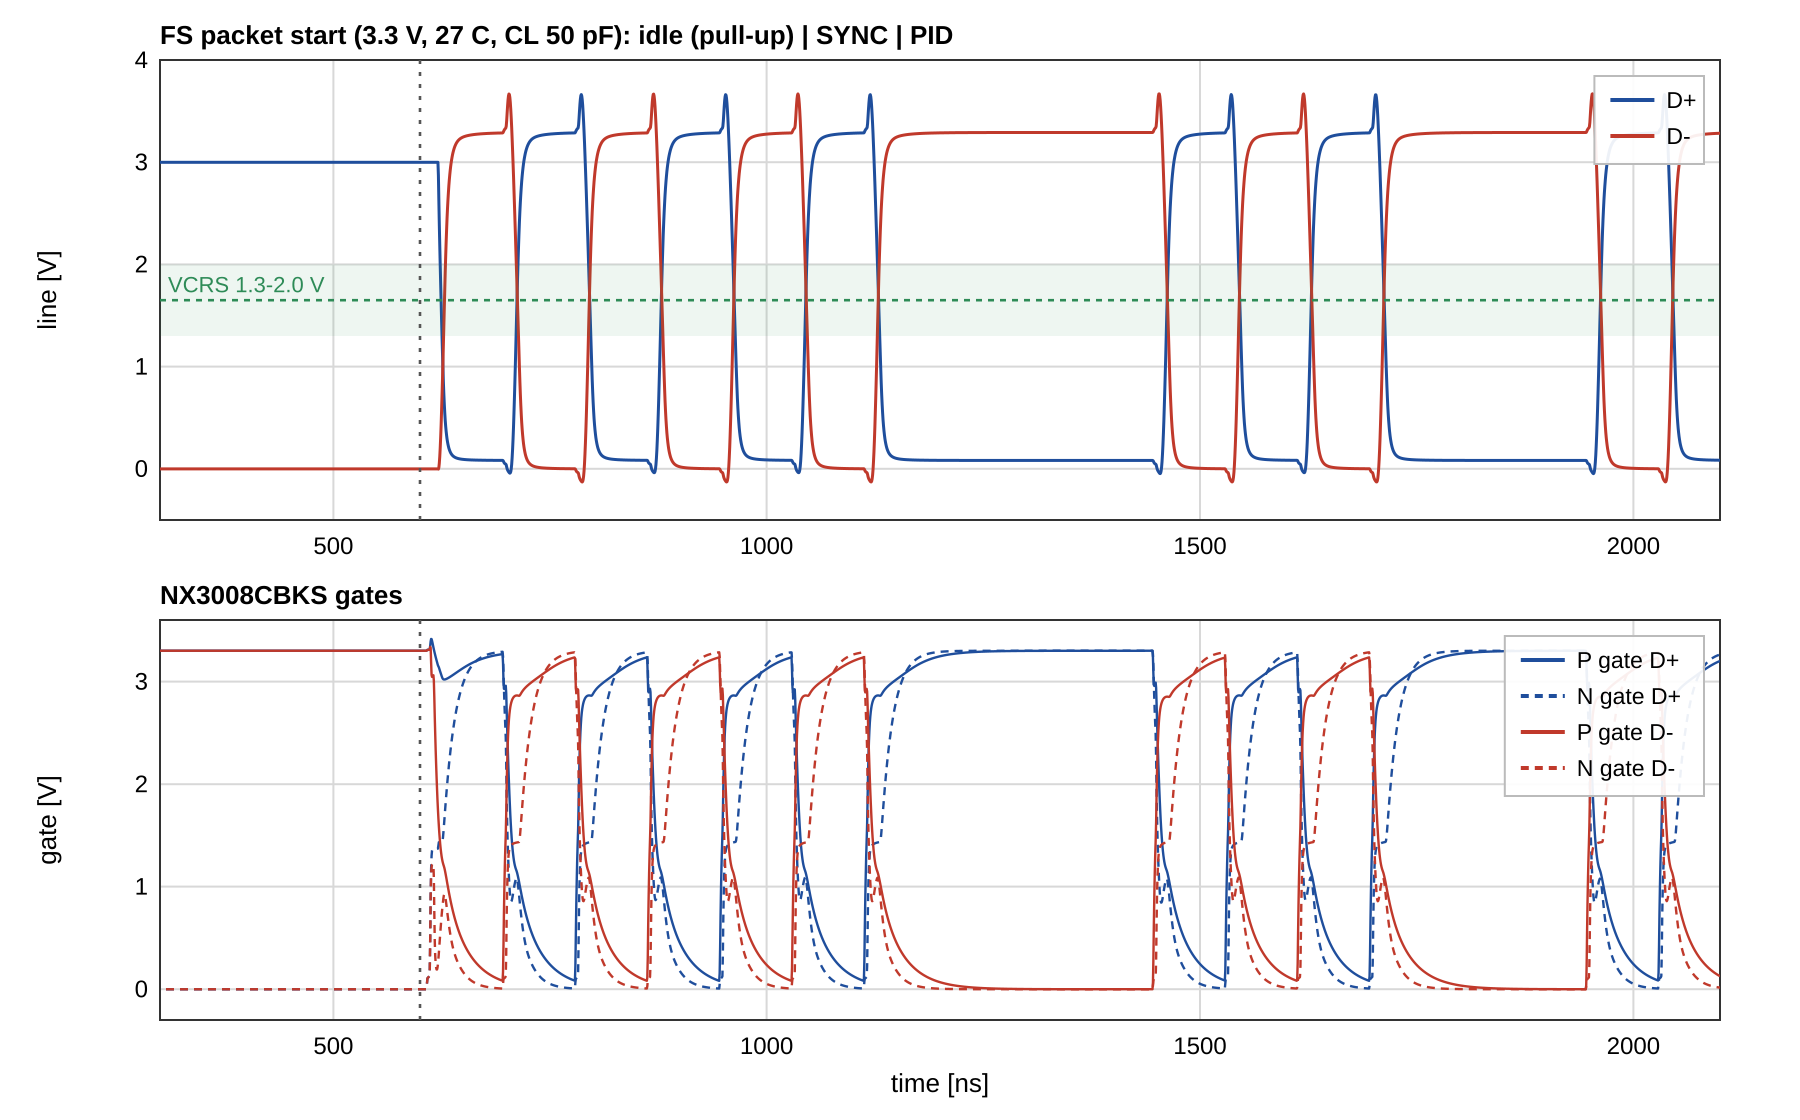 FS packet start (3.3 V, 27 C, CL 50 pF): idle (pull-up) | SYNC | PID
4
3
2
1
0
line [V]
VCRS 1.3-2.0 V
D+
D-
500
1000
1500
2000
NX3008CBKS gates
3
2
1
0
gate [V]
P gate D+
N gate D+
P gate D-
N gate D-
500
1000
1500
2000
time [ns]